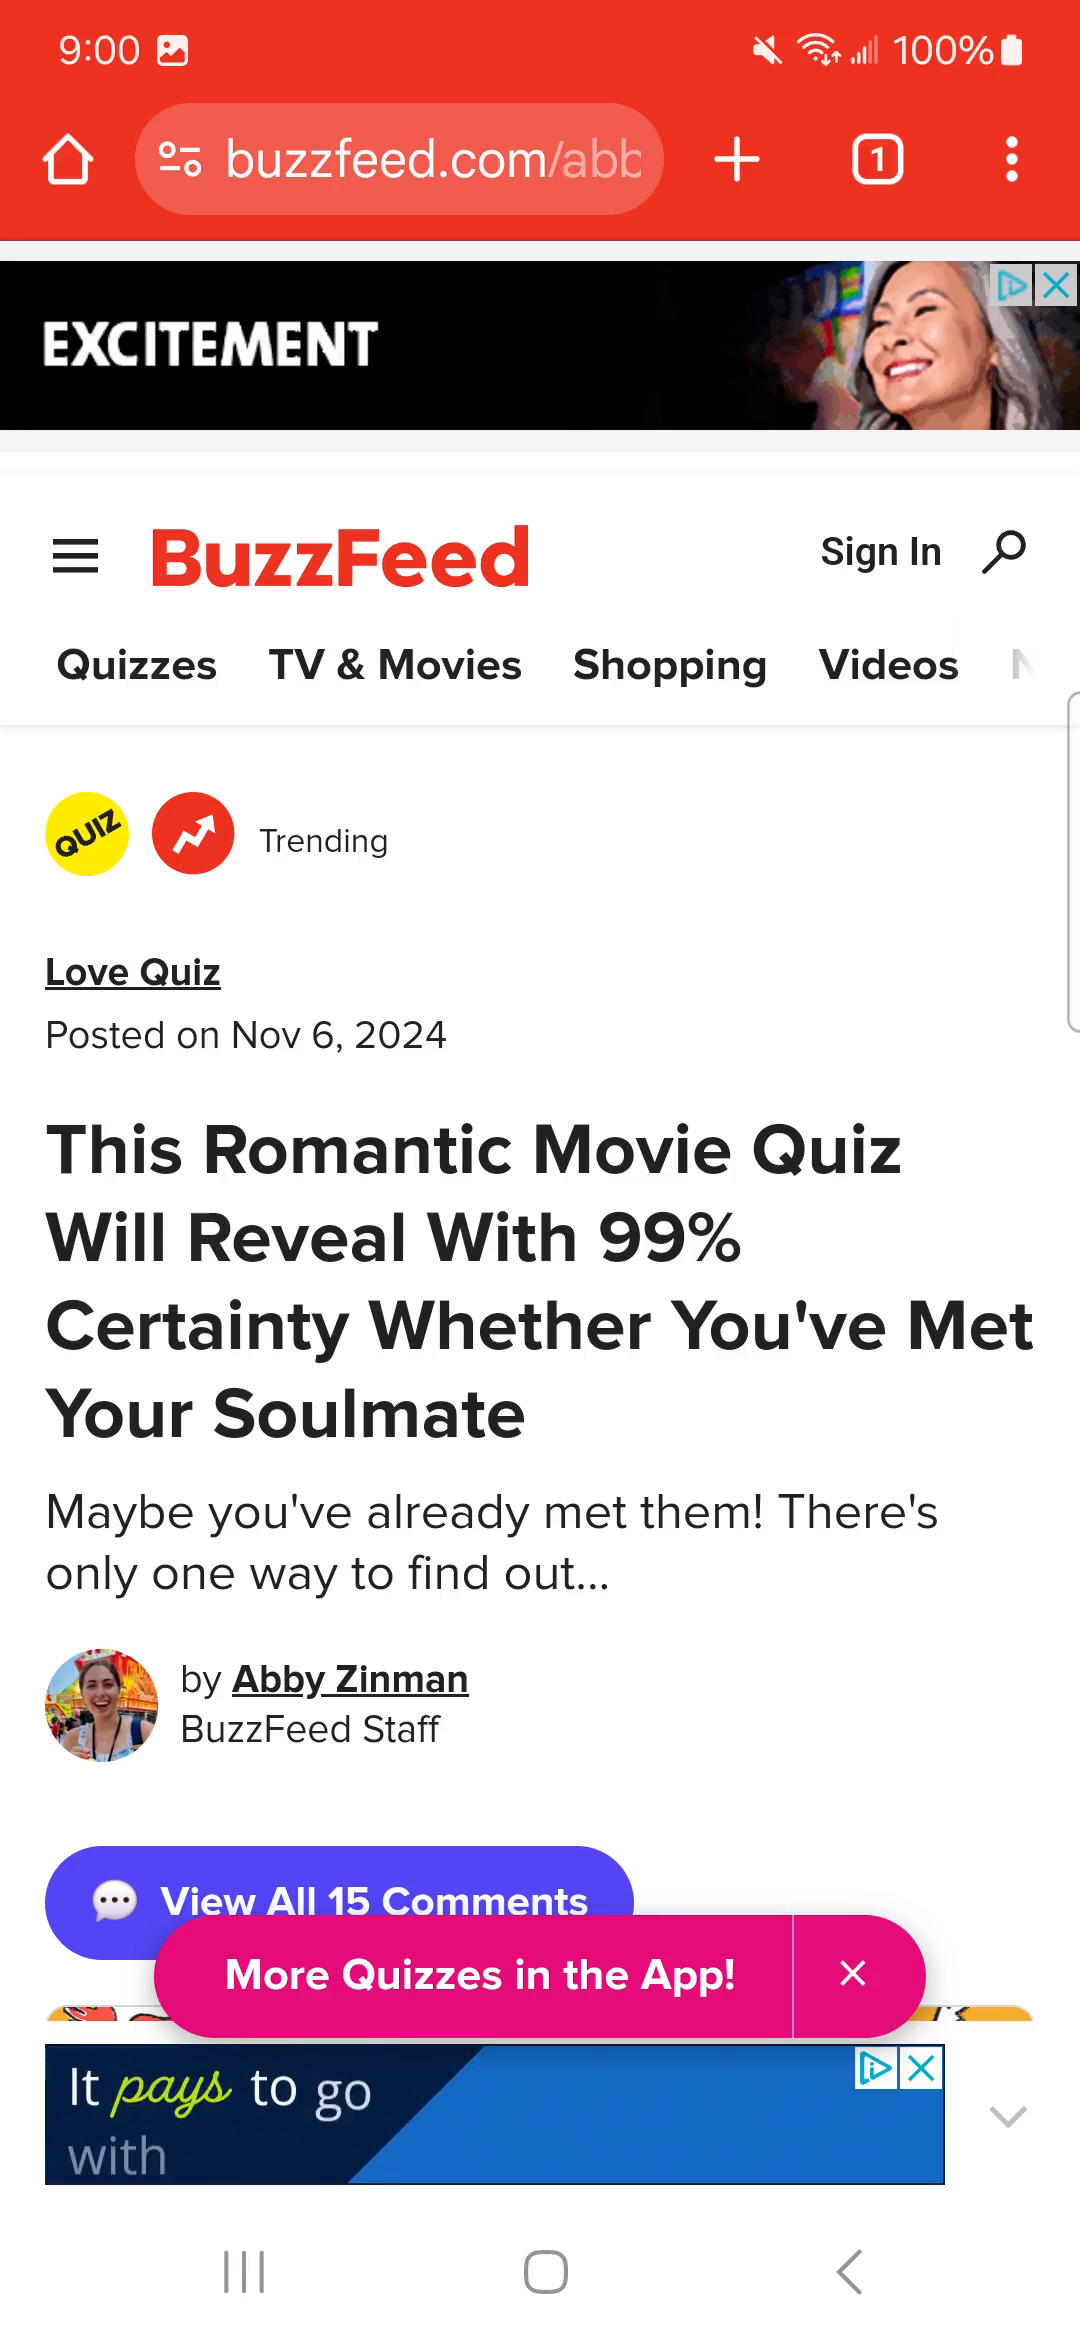 9:00
100%
buzzfeed.com/abb
1
EXCITEMENT
BuzzFeed
Sign In
Quizzes TV & Movies Shopping Videos N
QUIZ
Trending
Love Quiz
Posted on Nov 6, 2024
This Romantic Movie Quiz
Will Reveal With 99%
Certainty Whether You've Met
Your Soulmate
Maybe you've already met them! There's
only one way to find out...
by Abby Zinman
BuzzFeed Staff
View All 15 Comments
More Quizzes in the App!
It pays to go
with